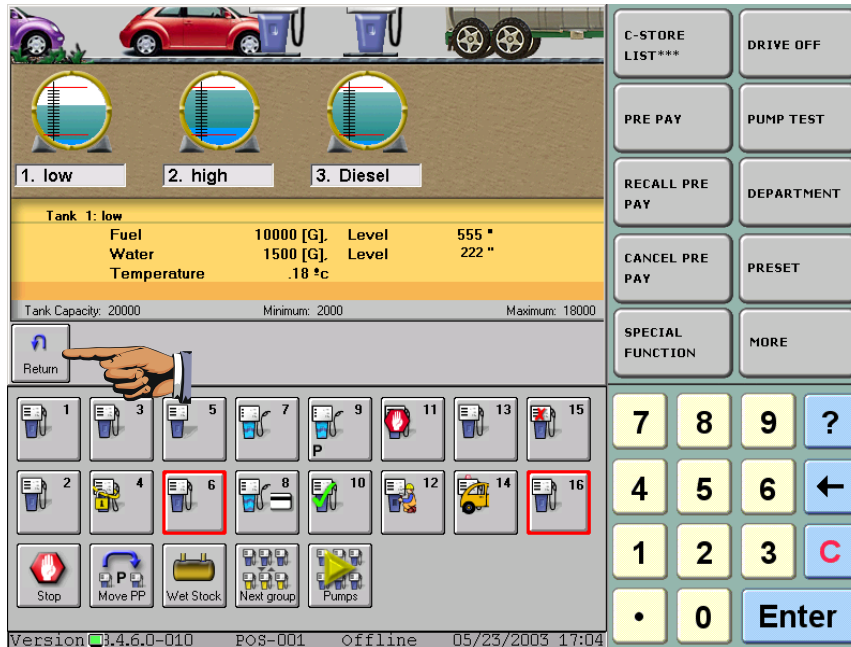 C-STORE LIST***
DRIVE OFF
PRE PAY
PUMP TEST
1. low
2. high
3. Diesel
RECALL PRE PAY
DEPARTMENT
Tank 1: low
Fuel 10000 [G], Level 555 "
Water 1500 [G], Level 222 "
Temperature .18 ºc
CANCEL PRE PAY
PRESET
Tank Capacity: 20000 Minimum: 2000 Maximum: 18000
SPECIAL FUNCTION
MORE
Return
1 3 5 7 9 11 13 15
P
2 4 6 8 10 12 14 16
P
Stop Move PP Wet Stock Next group Pumps
7 8 9 ?
4 5 6 ←
1 2 3 C
• 0 Enter
Version 3.4.6.0-010 POS-001 Offline 05/23/2003 17:04